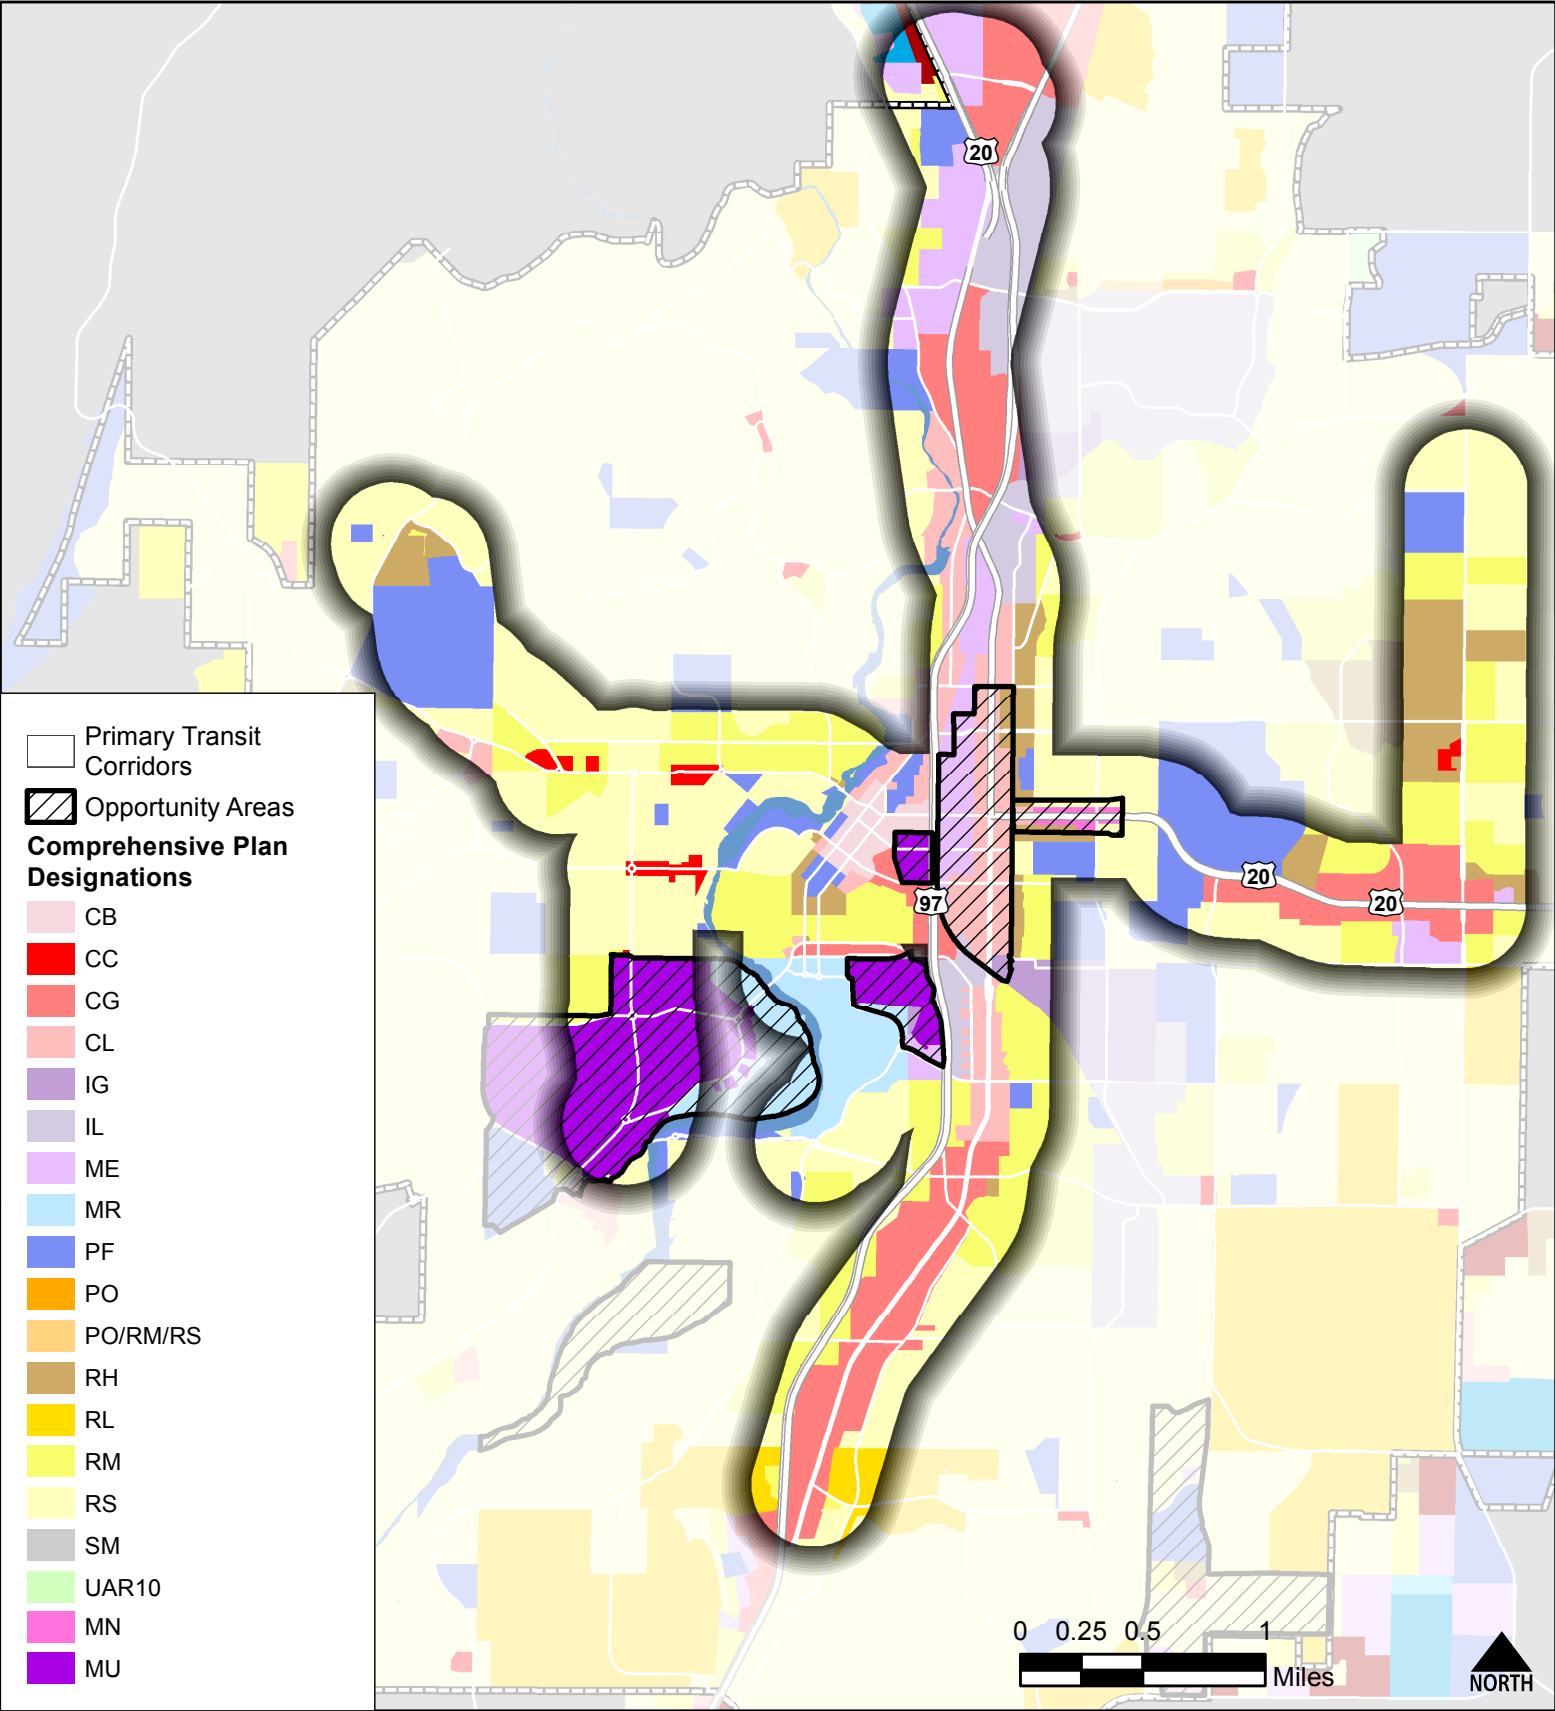 20
Primary Transit
Corridors
Opportunity Areas
Comprehensive Plan
Designations
CB
CC
CG
CL
IG
IL
ME
MR
PF
PO
PO/RM/RS
RH
RL
RM
RS
SM
UAR10
MN
MU
97
20
20
0 0.25 0.5 1
Miles
NORTH